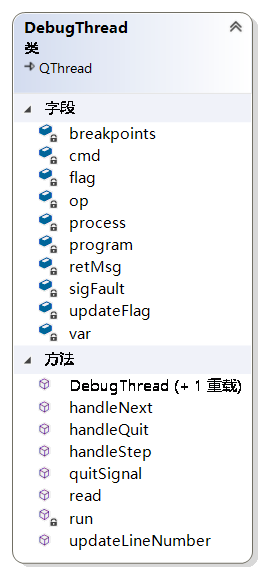 DebugThread
类
QThread
字段
breakpoints
cmd
flag
op
process
program
retMsg
sigFault
updateFlag
var
方法
DebugThread (+ 1 重载)
handleNext
handleQuit
handleStep
quitSignal
read
run
updateLineNumber